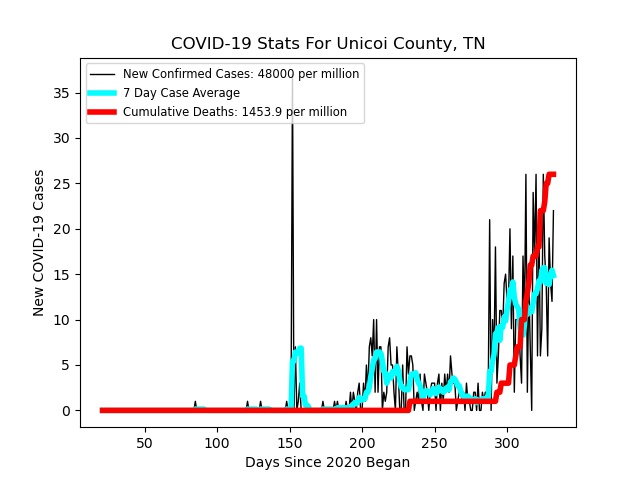 COVID-19 Stats For Unicoi County, TN
New Confirmed Cases: 48000 per million
7 Day Case Average
Cumulative Deaths: 1453.9 per million
New COVID-19 Cases
35
30
25
20
15
10
5
0
50
100
150
200
250
300
Days Since 2020 Began